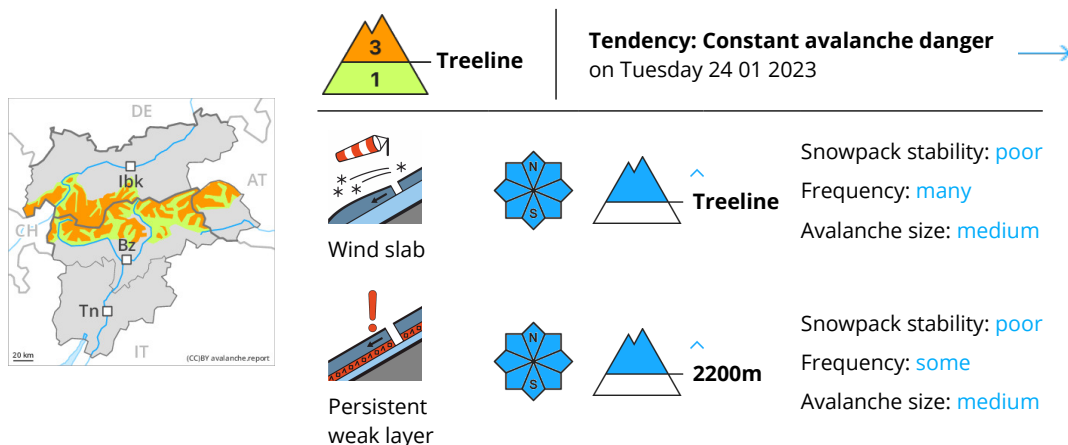 3
1
Treeline
Tendency: Constant avalanche danger
on Tuesday 24 01 2023
DE
AT
Ibk
CH
Bz
Tn
IT
20 km
(CC)BY avalanche.report
Wind slab
N
S
Treeline
Snowpack stability: poor
Frequency: many
Avalanche size: medium
Persistent
weak layer
N
S
2200m
Snowpack stability: poor
Frequency: some
Avalanche size: medium